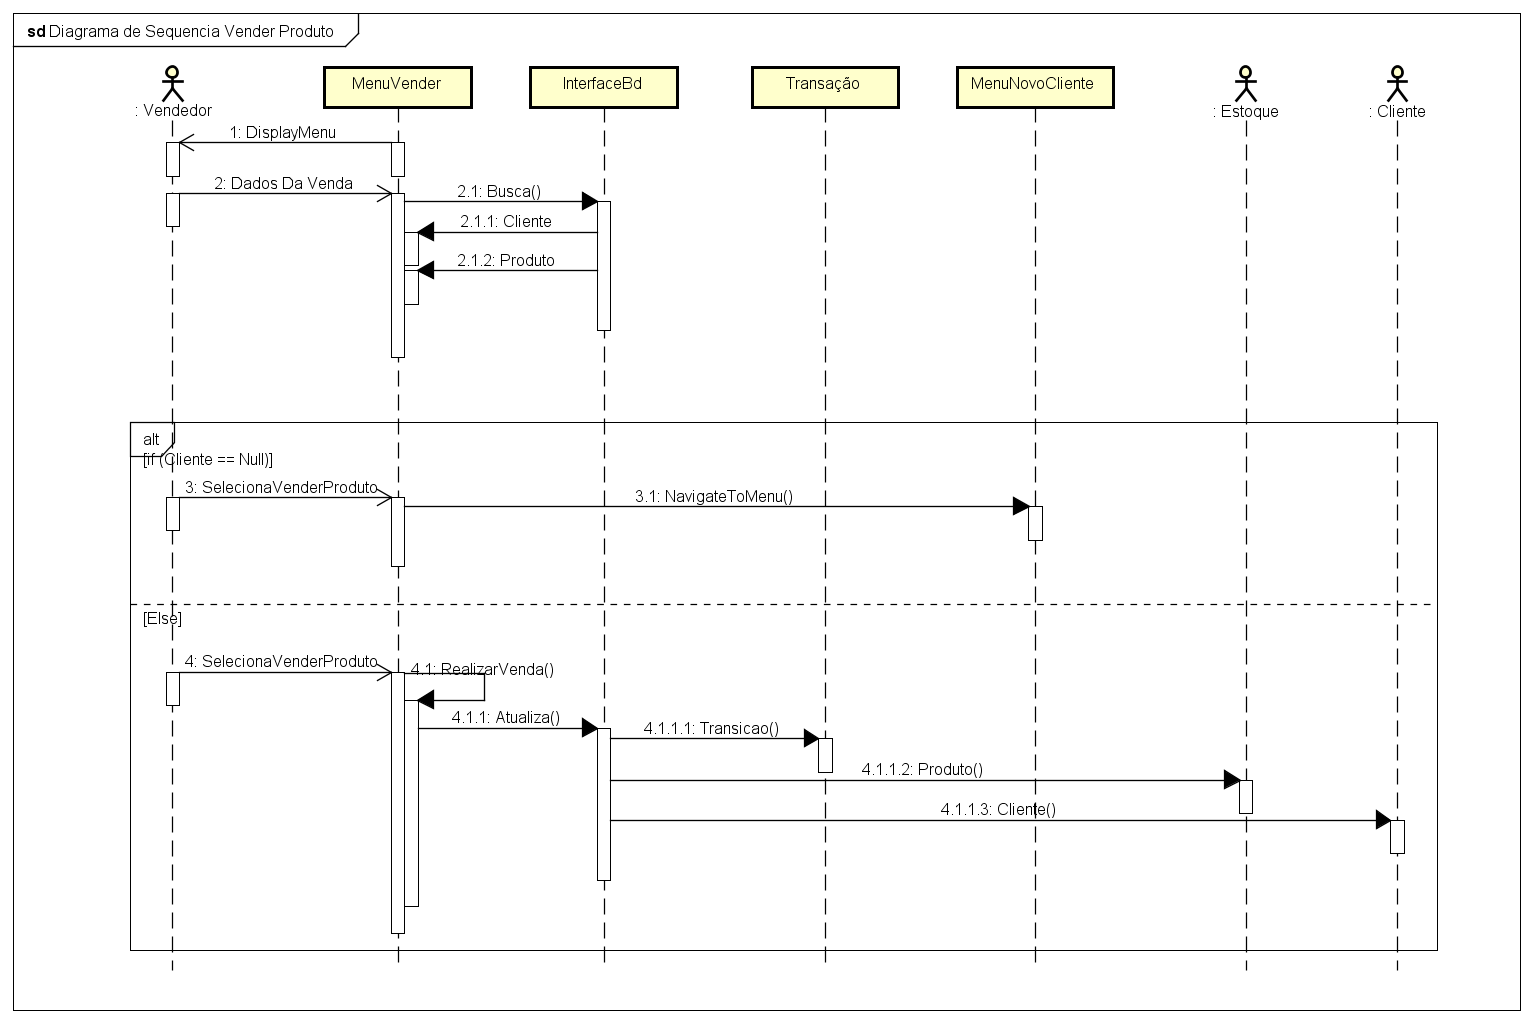 sd Diagrama de Sequencia Vender Produto
: Vendedor
MenuVender
InterfaceBd
Transação
MenuNovoCliente
: Estoque
: Cliente
1: DisplayMenu
2: Dados Da Venda
2.1: Busca()
2.1.1: Cliente
2.1.2: Produto
alt
[if (Cliente == Null)]
3: SelecionaVenderProduto
3.1: NavigateToMenu()
[Else]
4: SelecionaVenderProduto
4.1: RealizarVenda()
4.1.1: Atualiza()
4.1.1.1: Transicao()
4.1.1.2: Produto()
4.1.1.3: Cliente()